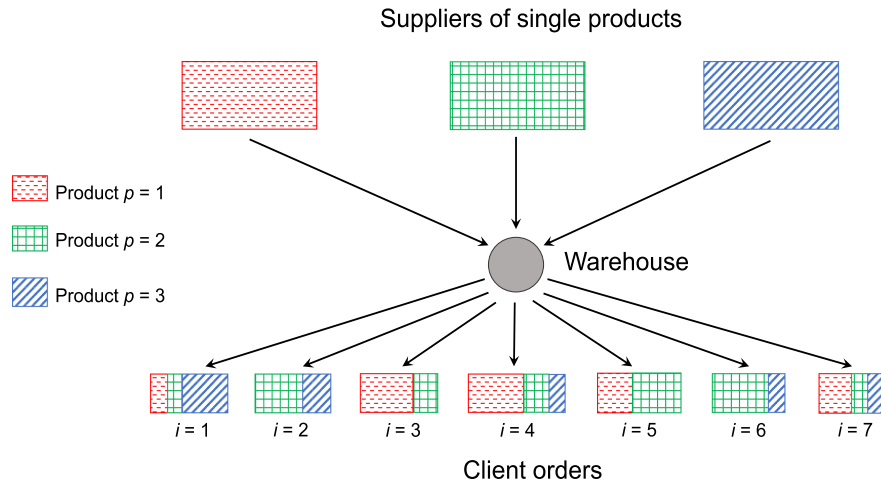 Suppliers of single products
Product p = 1
Product p = 2
Warehouse
Product p = 3
i = 1
i = 2
i = 3
i = 4
i = 5
i = 6
i = 7
Client orders